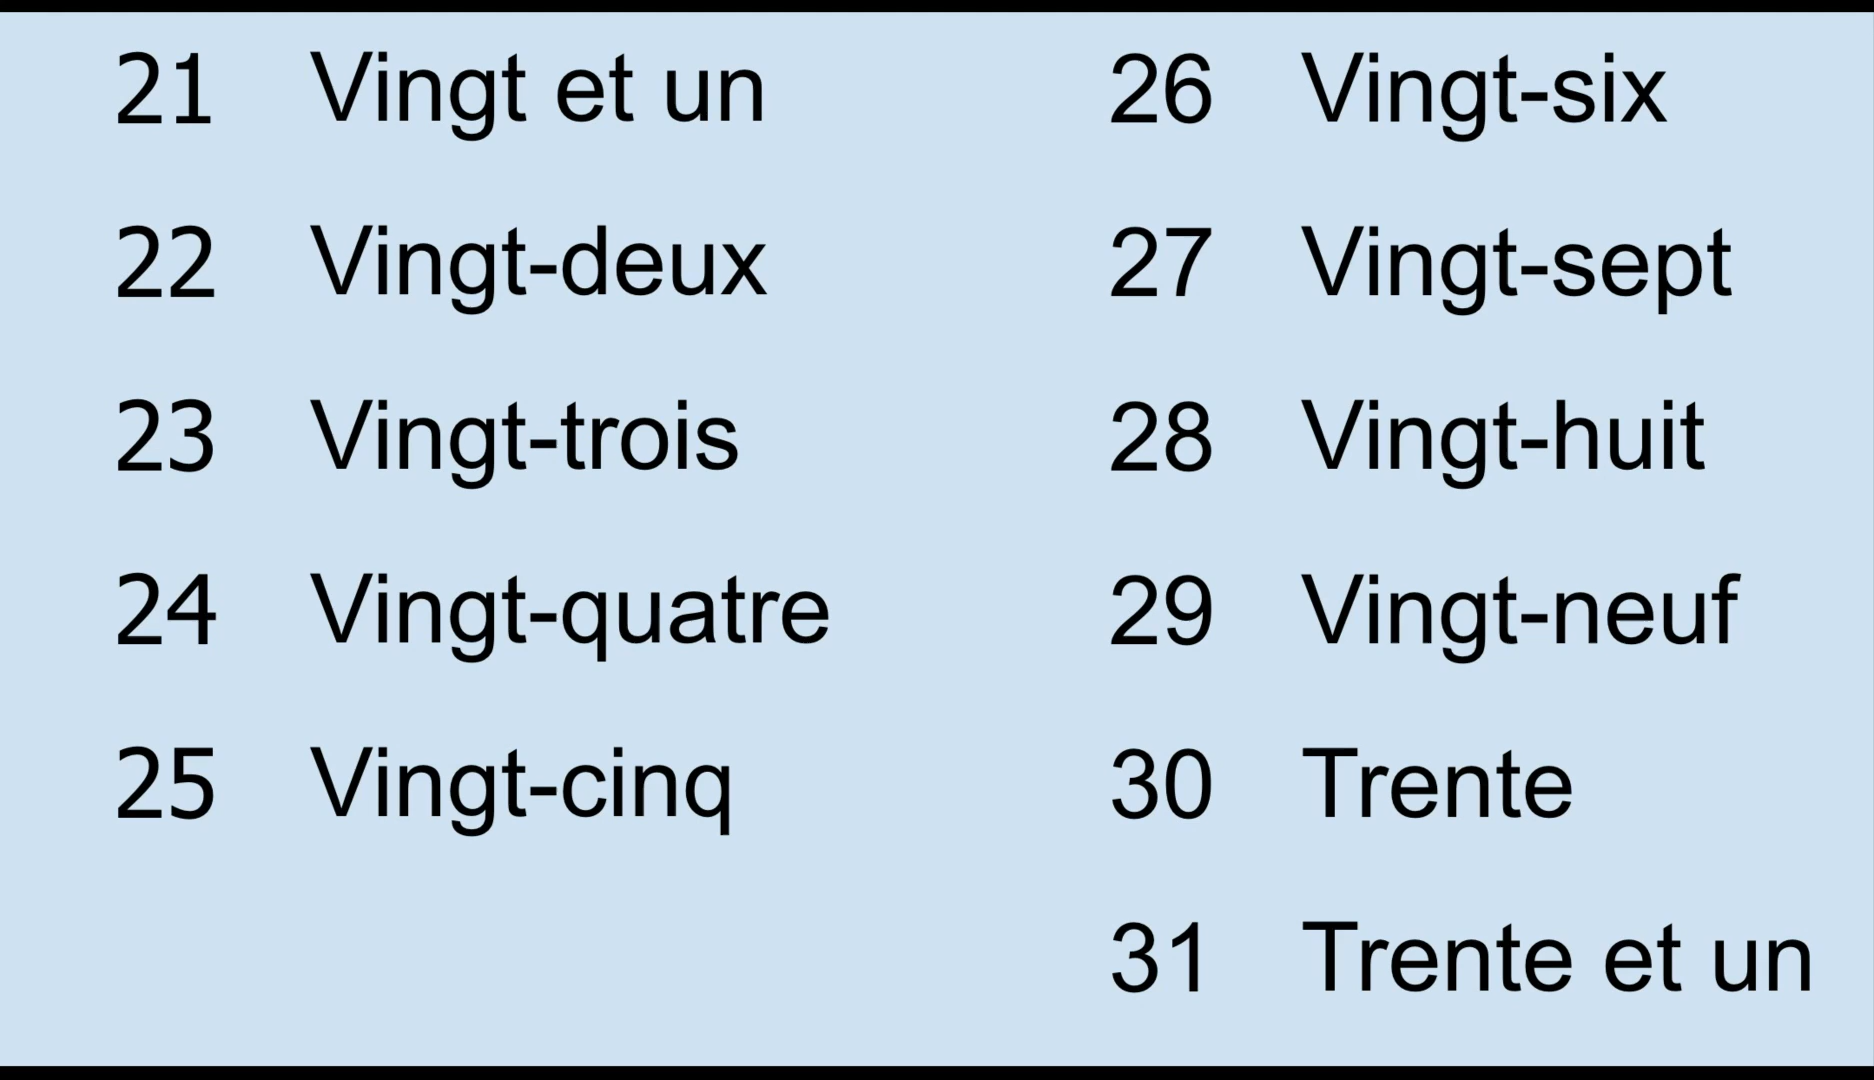 21 Vingt et un
22 Vingt-deux
23 Vingt-trois
24 Vingt-quatre
25 Vingt-cinq
26 Vingt-six
27 Vingt-sept
28 Vingt-huit
29 Vingt-neuf
30 Trente
31 Trente et un